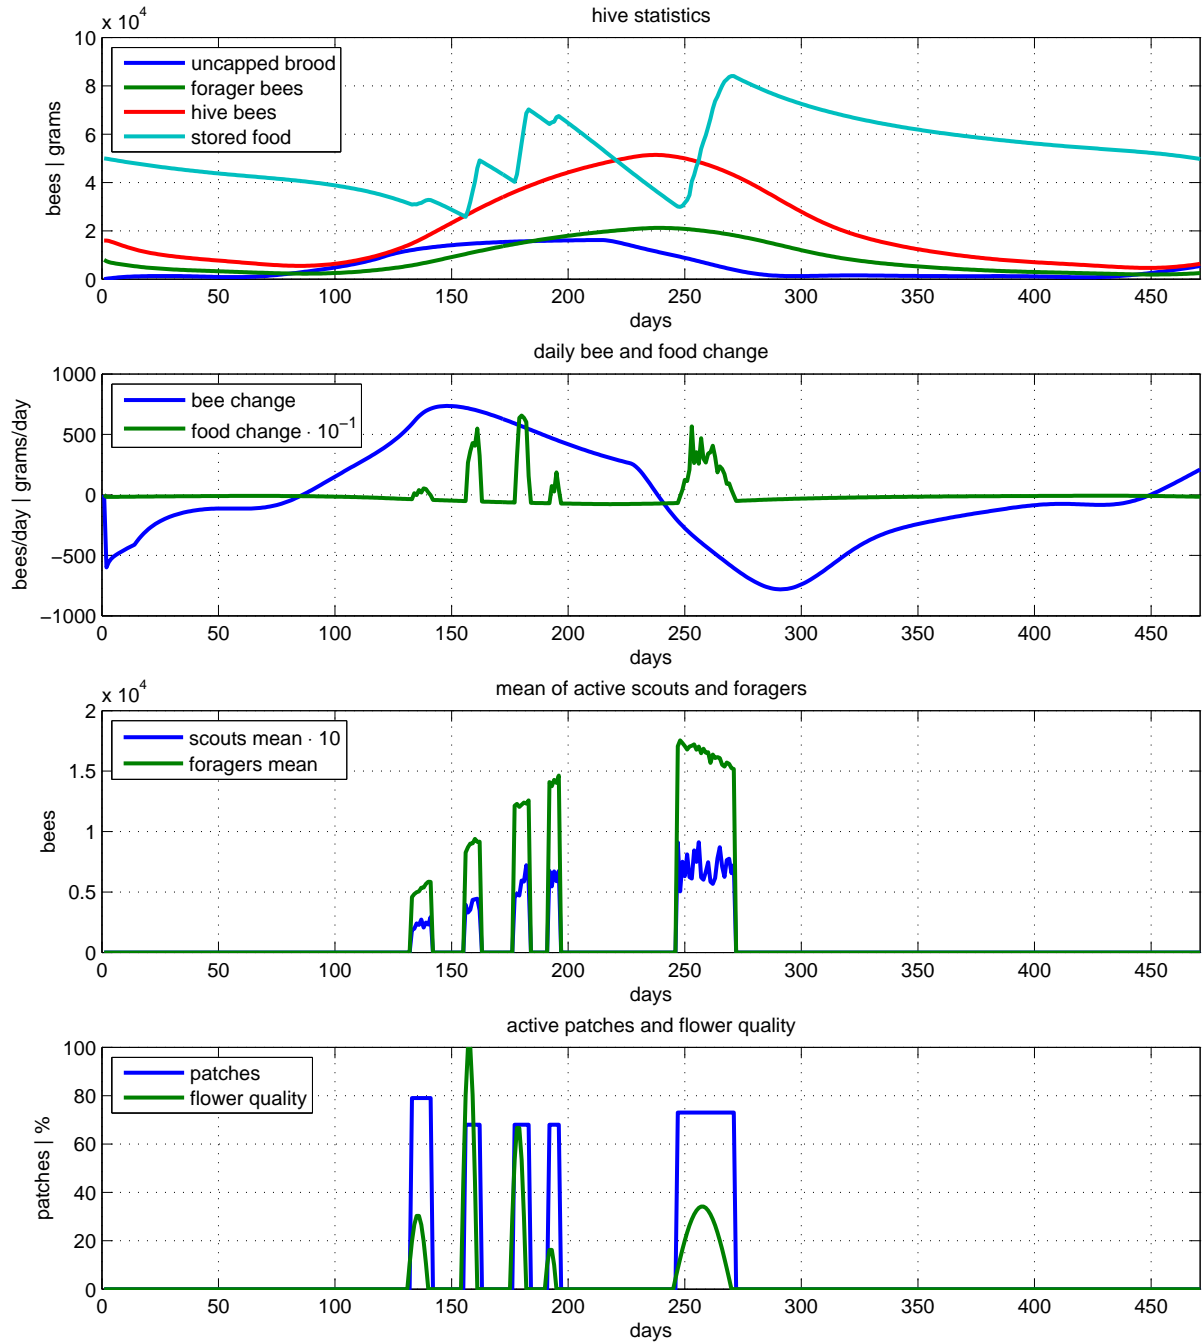 hive statistics
x 10^4
10
8
6
4
2
0
bees | grams
uncapped brood
forager bees
hive bees
stored food
0 50 100 150 200 250 300 350 400 450
days
daily bee and food change
1000
500
0
−500
−1000
bees/day | grams/day
bee change
food change · 10^−1
0 50 100 150 200 250 300 350 400 450
days
mean of active scouts and foragers
x 10^4
2
1.5
1
0.5
0
bees
scouts mean · 10
foragers mean
0 50 100 150 200 250 300 350 400 450
days
active patches and flower quality
100
80
60
40
20
0
patches | %
patches
flower quality
0 50 100 150 200 250 300 350 400 450
days